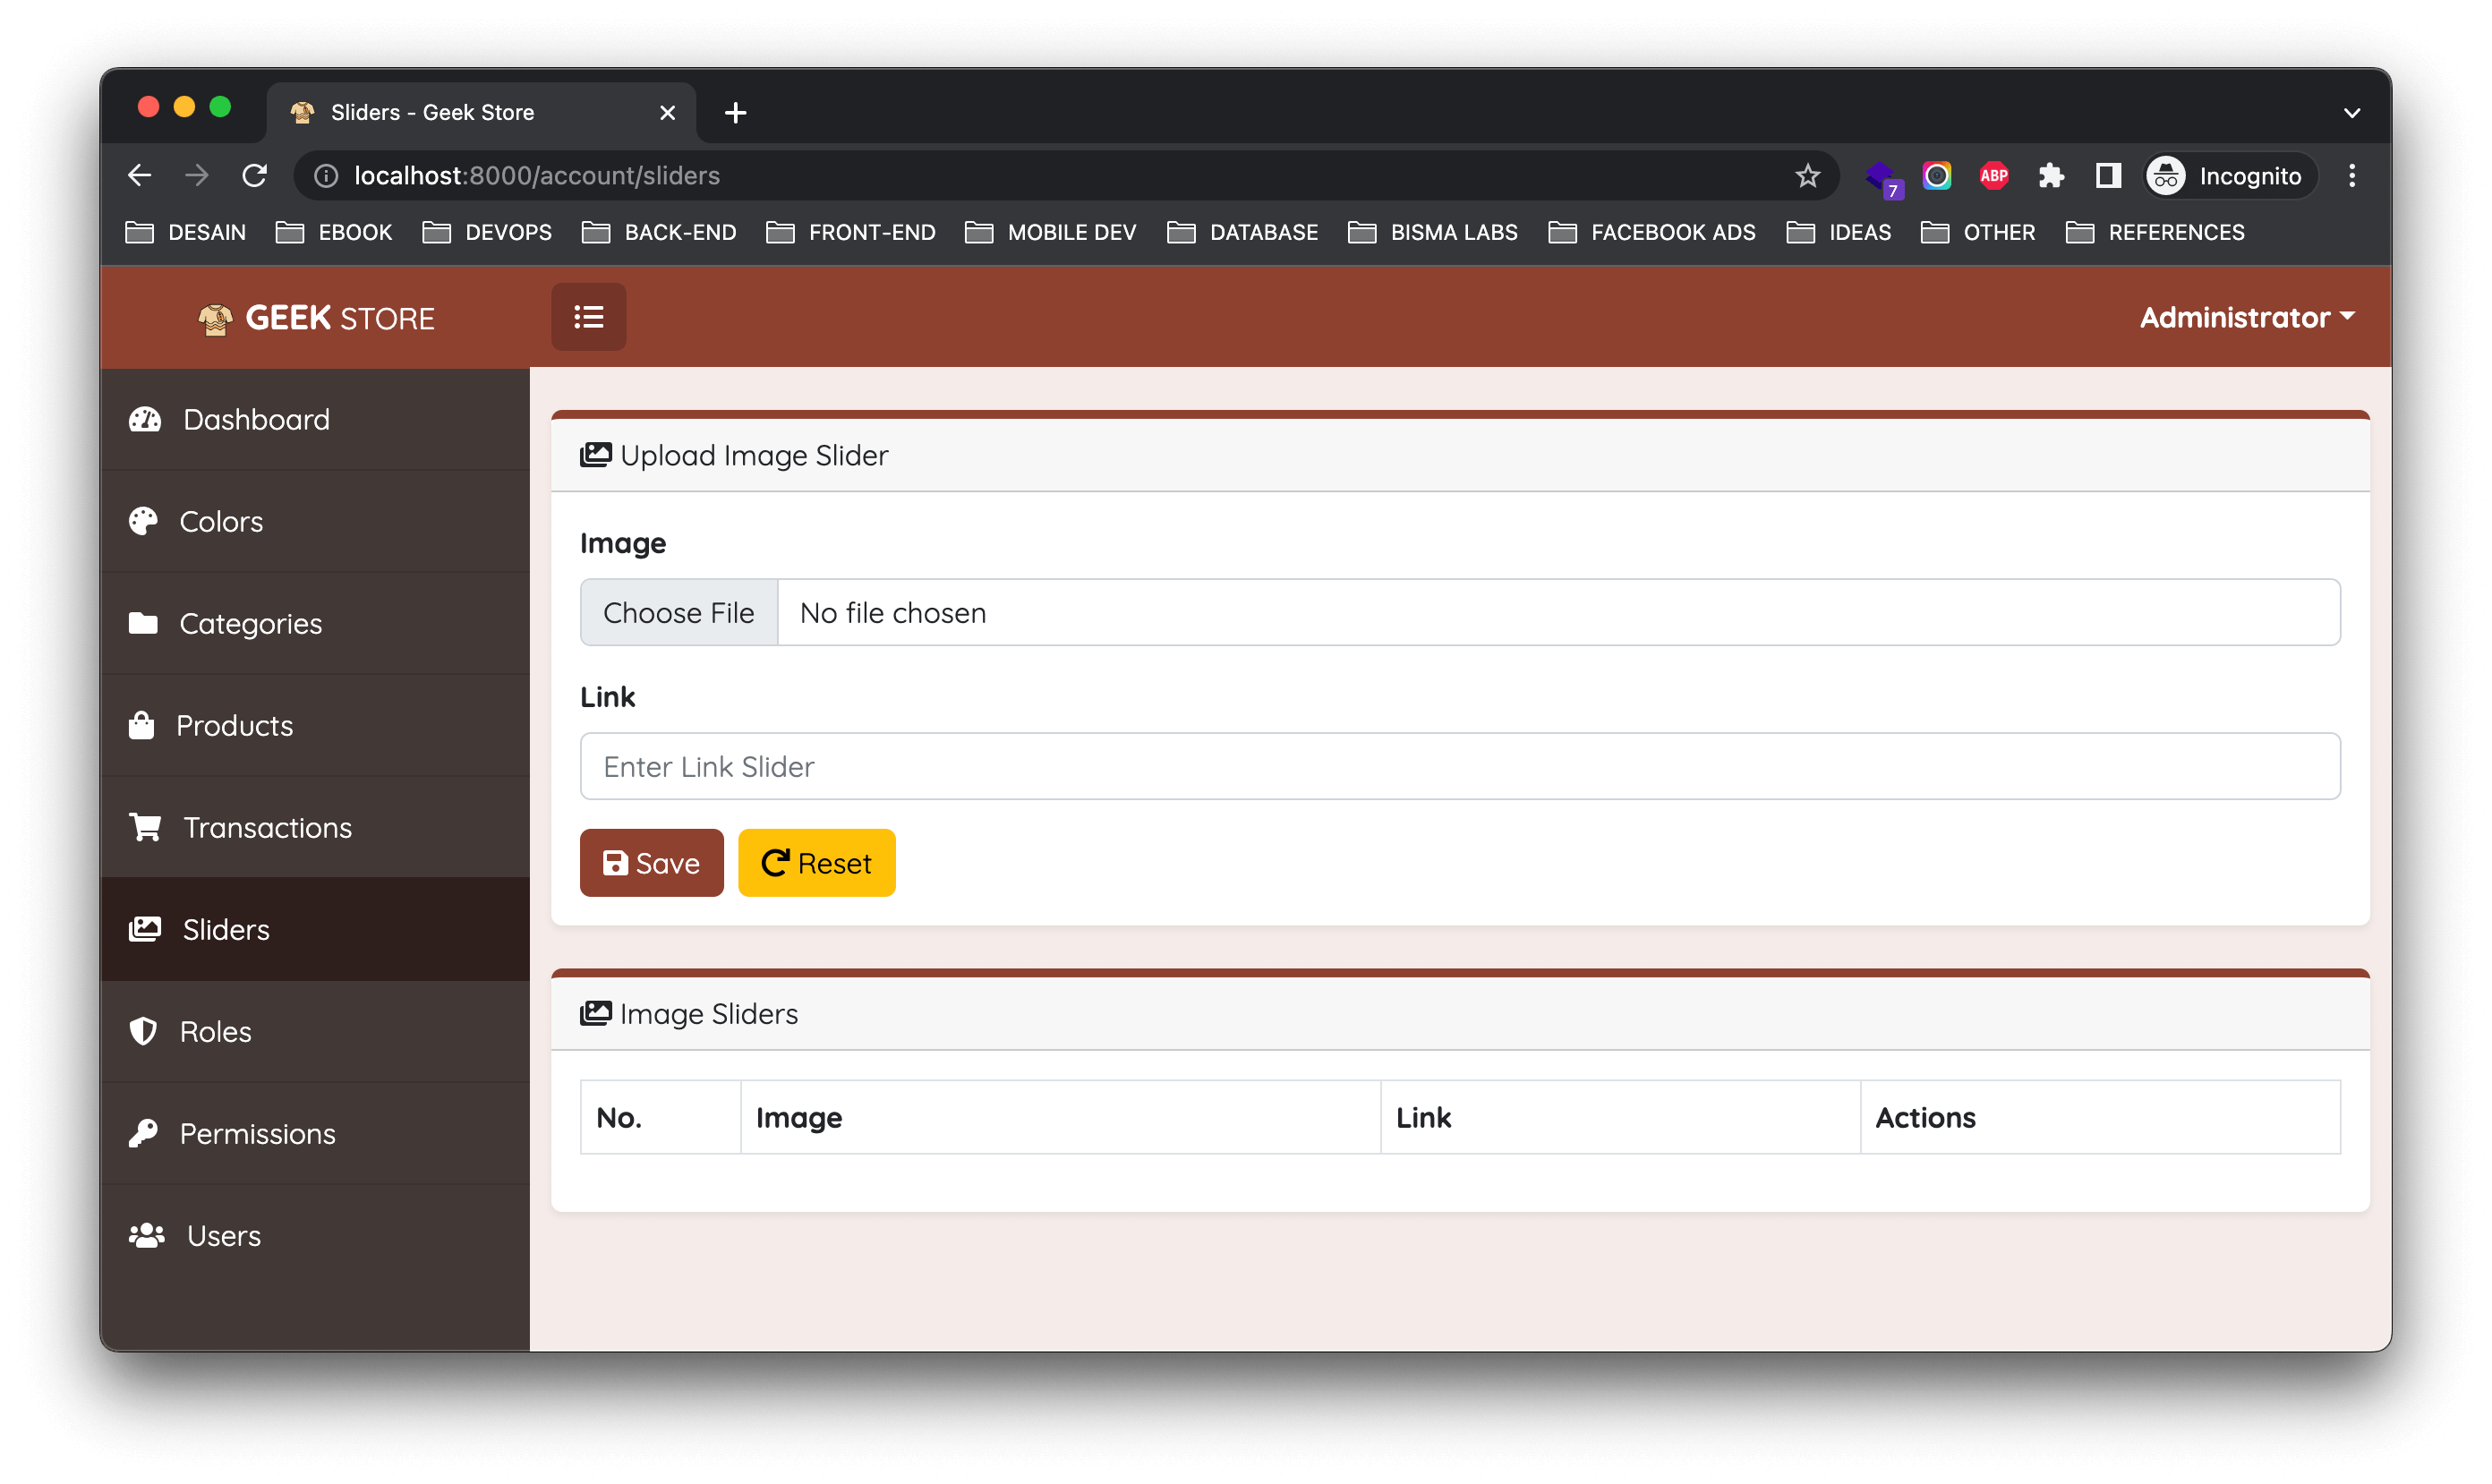 Sliders - Geek Store
localhost:8000/account/sliders
7
ABP
Incognito
DESAIN EBOOK DEVOPS BACK-END FRONT-END MOBILE DEV DATABASE BISMA LABS FACEBOOK ADS IDEAS OTHER REFERENCES
GEEK STORE
Administrator
Dashboard
Colors
Categories
Products
Transactions
Sliders
Roles
Permissions
Users
Upload Image Slider
Image
Choose File No file chosen
Link
Enter Link Slider
Save Reset
Image Sliders
No. Image Link Actions